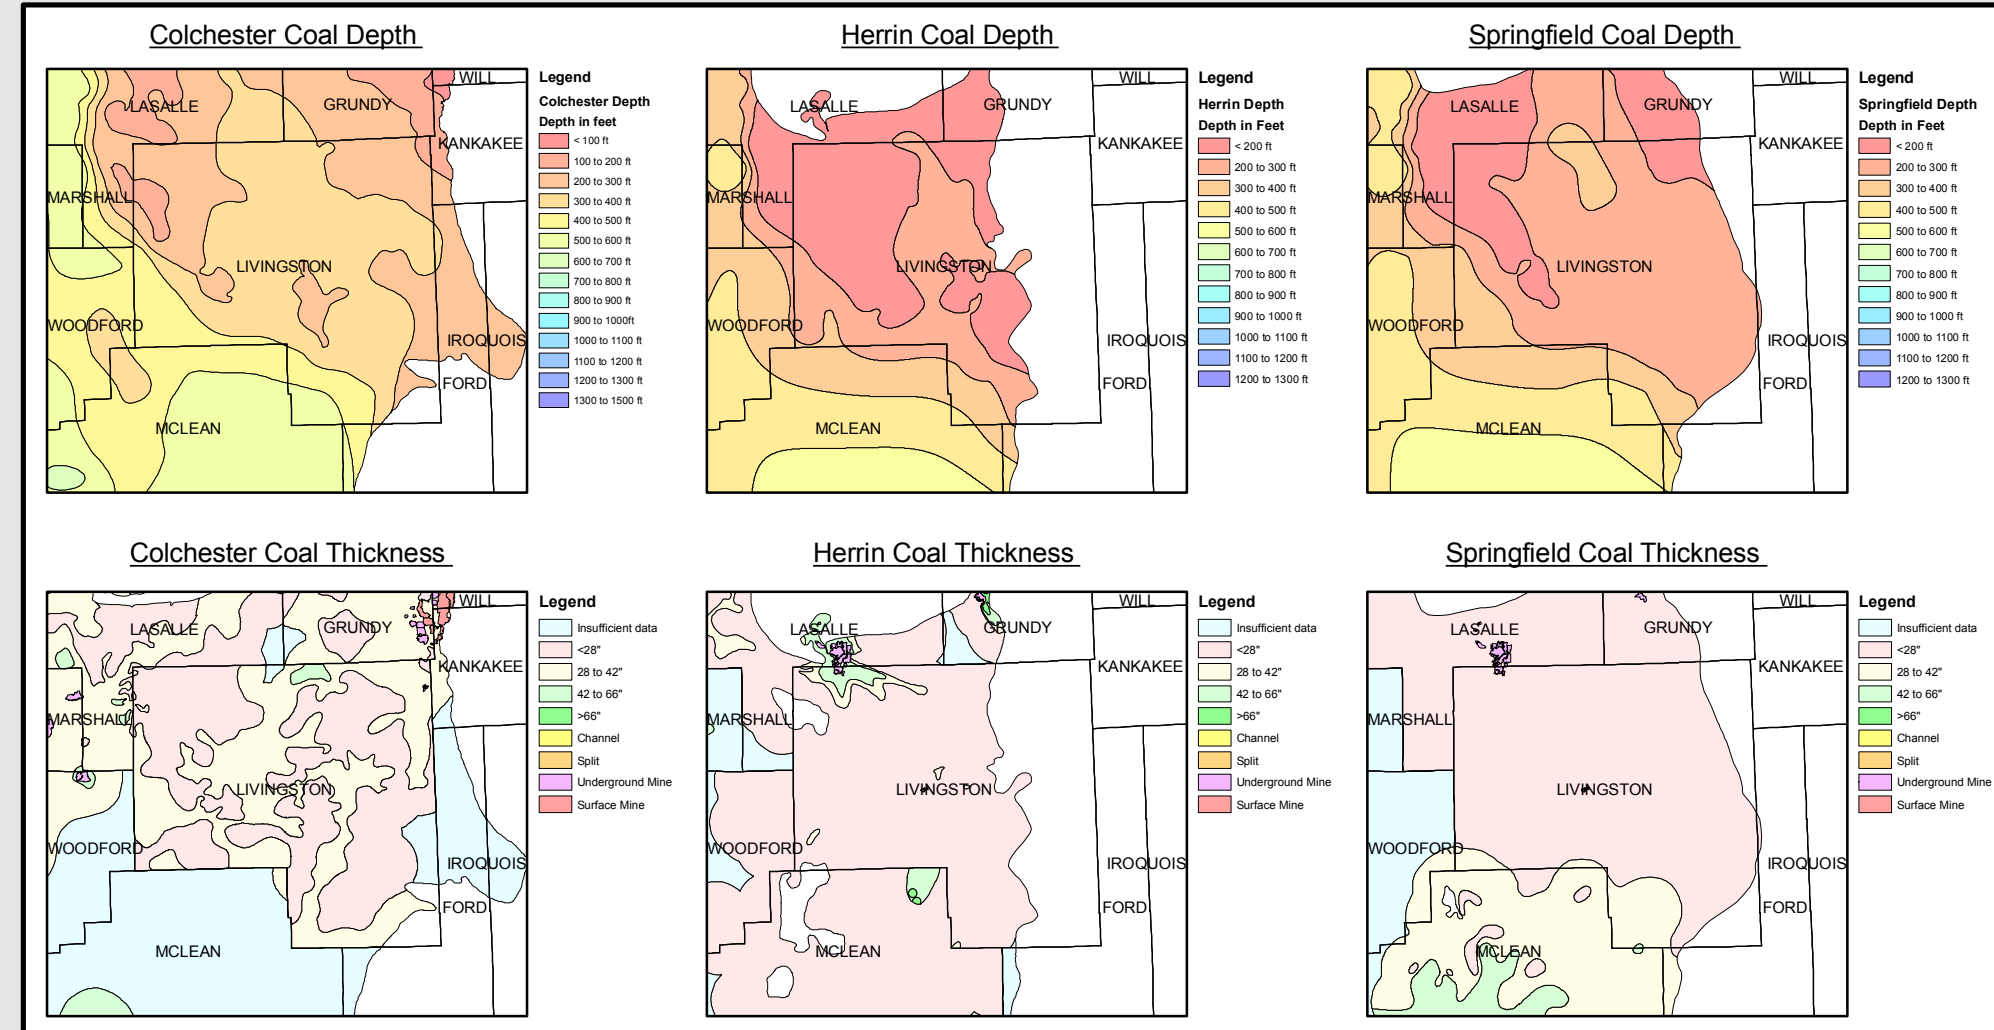 Colchester Coal Depth
LASALLE
GRUNDY
WILL
KANKAKEE
MARSHALL
LIVINGSTON
WOODFORD
IROQUOIS
FORD
MCLEAN
Legend
Colchester Depth
Depth in feet
< 100 ft
100 to 200 ft
200 to 300 ft
300 to 400 ft
400 to 500 ft
500 to 600 ft
600 to 700 ft
700 to 800 ft
800 to 900 ft
900 to 1000ft
1000 to 1100 ft
1100 to 1200 ft
1200 to 1300 ft
1300 to 1500 ft
Herrin Coal Depth
LASALLE
GRUNDY
WILL
KANKAKEE
MARSHALL
LIVINGSTON
WOODFORD
IROQUOIS
FORD
MCLEAN
Legend
Herrin Depth
Depth in Feet
< 200 ft
200 to 300 ft
300 to 400 ft
400 to 500 ft
500 to 600 ft
600 to 700 ft
700 to 800 ft
800 to 900 ft
900 to 1000 ft
1000 to 1100 ft
1100 to 1200 ft
1200 to 1300 ft
Springfield Coal Depth
LASALLE
GRUNDY
WILL
KANKAKEE
MARSHALL
LIVINGSTON
WOODFORD
IROQUOIS
FORD
MCLEAN
Legend
Springfield Depth
Depth in Feet
< 200 ft
200 to 300 ft
300 to 400 ft
400 to 500 ft
500 to 600 ft
600 to 700 ft
700 to 800 ft
800 to 900 ft
900 to 1000 ft
1000 to 1100 ft
1100 to 1200 ft
1200 to 1300 ft
Colchester Coal Thickness
LASALLE
GRUNDY
WILL
KANKAKEE
MARSHALL
LIVINGSTON
WOODFORD
IROQUOIS
FORD
MCLEAN
Legend
Insufficient data
<28"
28 to 42"
42 to 66"
>66"
Channel
Split
Underground Mine
Surface Mine
Herrin Coal Thickness
LASALLE
GRUNDY
WILL
KANKAKEE
MARSHALL
LIVINGSTON
WOODFORD
IROQUOIS
FORD
MCLEAN
Legend
Insufficient data
<28"
28 to 42"
42 to 66"
>66"
Channel
Split
Underground Mine
Surface Mine
Springfield Coal Thickness
LASALLE
GRUNDY
WILL
KANKAKEE
MARSHALL
LIVINGSTON
WOODFORD
IROQUOIS
FORD
MCLEAN
Legend
Insufficient data
<28"
28 to 42"
42 to 66"
>66"
Channel
Split
Underground Mine
Surface Mine